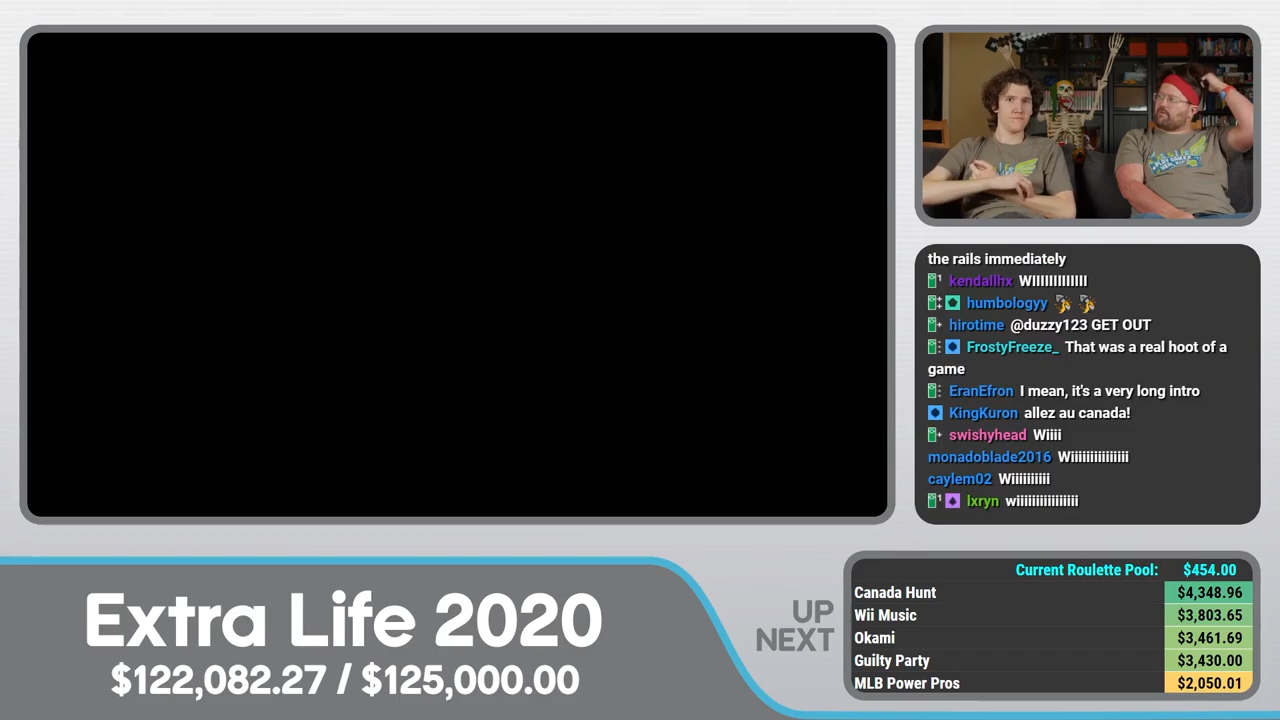 the rails immediately
kendallhx WIIIIIIIIIIIII
humbologyy
hirotime @duzzy123 GET OUT
FrostyFreeze_ That was a real hoot of a
game
EranEfron I mean, it's a very long intro
KingKuron allez au canada!
swishyhead Wiiii
monadoblade2016 Wiiiiiiiiiiiiiii
caylem02 Wiiiiiiiii
lxryn wiiiiiiiiiiiiiiii
Extra Life 2020
$122,082.27 / $125,000.00
UP
NEXT
Current Roulette Pool: $454.00
Canada Hunt $4,348.96
Wii Music $3,803.65
Okami $3,461.69
Guilty Party $3,430.00
MLB Power Pros $2,050.01